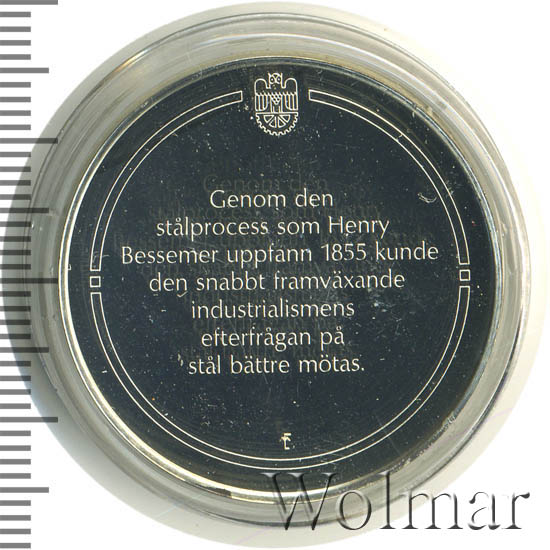 Genom den
stålprocess som Henry
Bessemer uppfann 1855 kunde
den snabbt framväxande
industrialismens
efterfrågan på
stål bättre mötas.
Wolmar